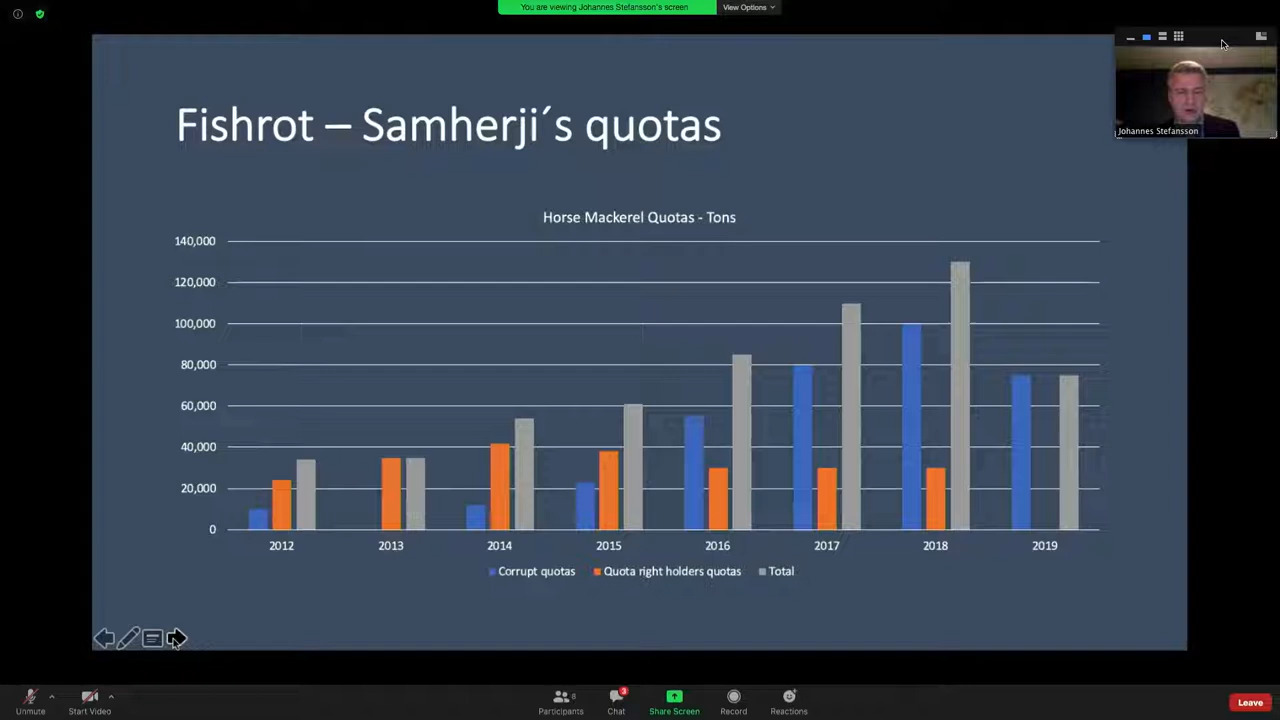 You are viewing Johannes Stefansson's screen
View Options
Johannes Stefansson
Fishrot – Samherji´s quotas
Horse Mackerel Quotas - Tons
140,000
120,000
100,000
80,000
60,000
40,000
20,000
0
2012 2013 2014 2015 2016 2017 2018 2019
Corrupt quotas Quota right holders quotas Total
Unmute Start Video Participants 8 Chat 3 Share Screen Record Reactions Leave